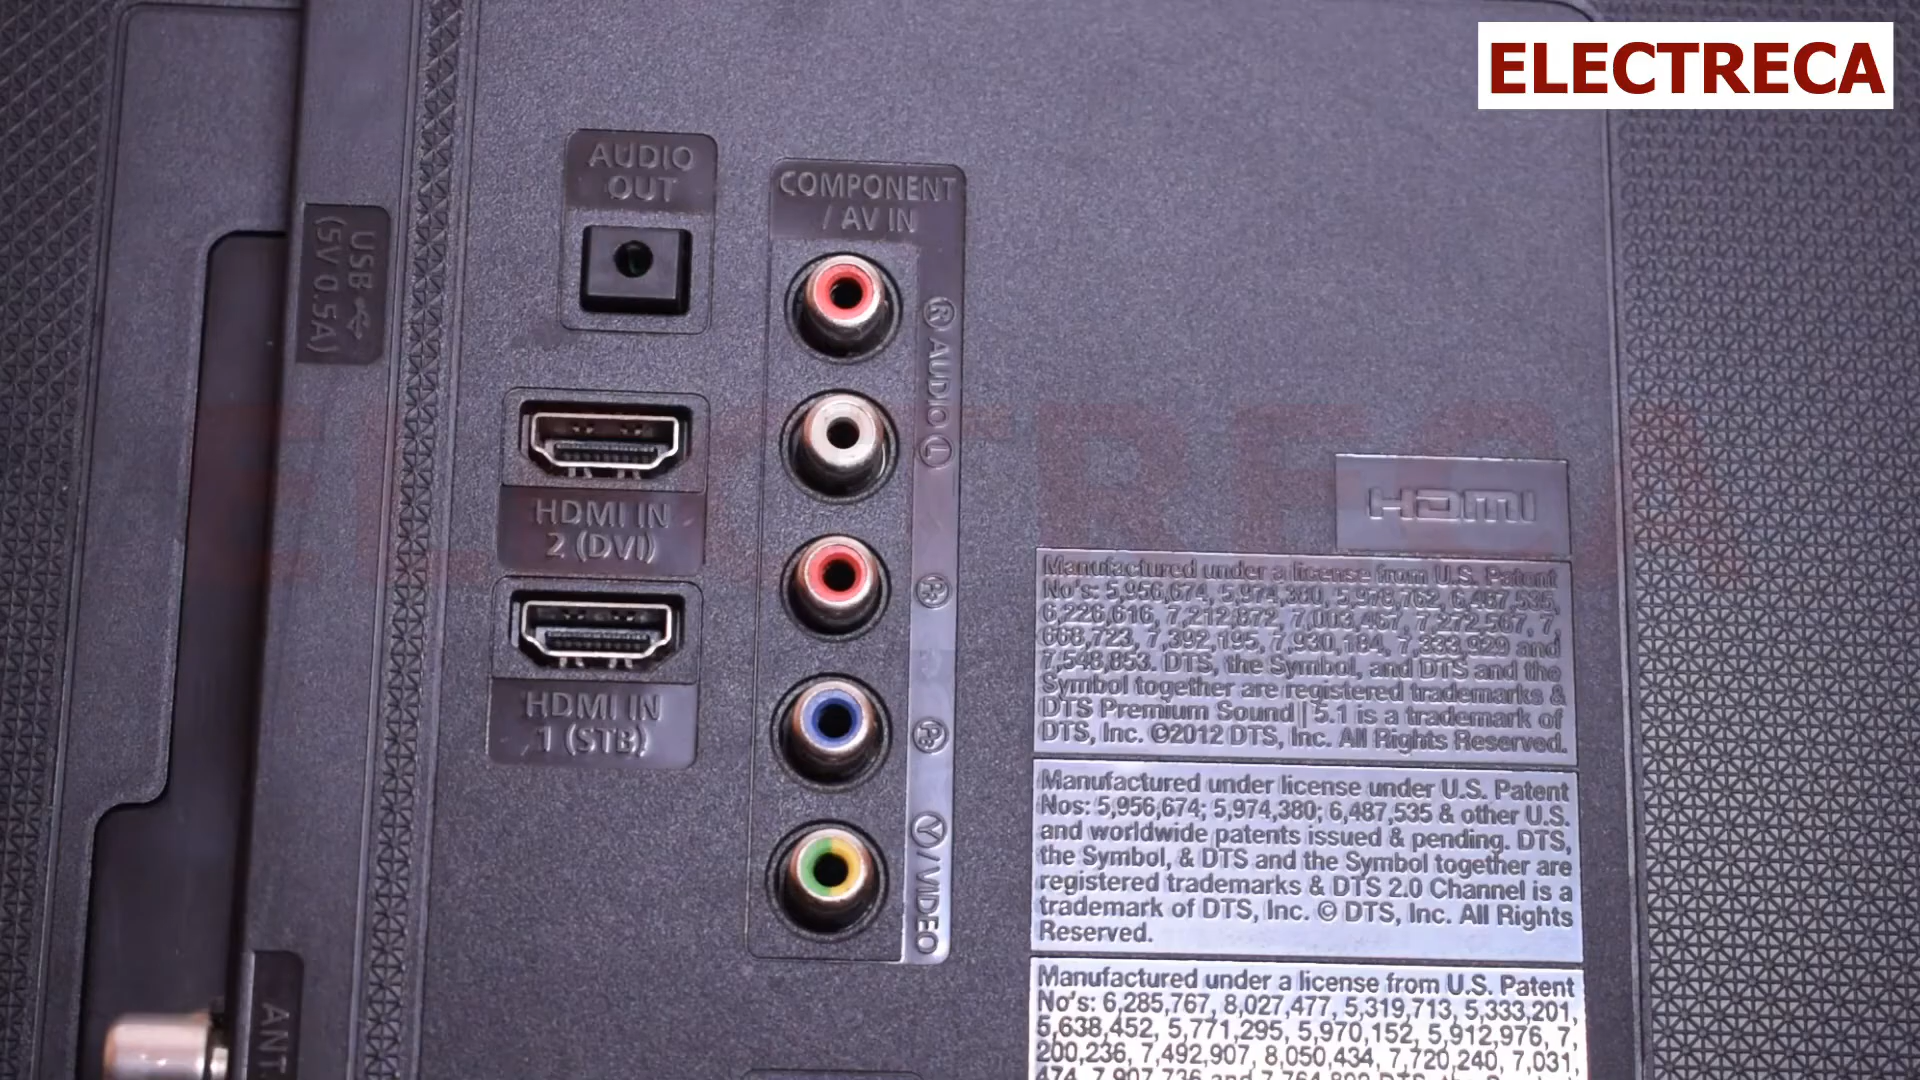 ELECTRECA
AUDIO
OUT
COMPONENT
/ AV IN
USB
(5V 0.5A)
R AUDIO L
HDMI IN
2 (DVI)
HDMI
HDMI IN
1 (STB)
PR
PB
Y / VIDEO
ANT
Manufactured under a license from U.S. Patent
No's: 5,956,674, 5,974,380, 5,978,762, 6,487,535,
6,226,616, 7,212,872, 7,003,467, 7,272,567, 7,
668,723, 7,392,195, 7,930,184, 7,333,929 and
7,548,853. DTS, the Symbol, and DTS and the
Symbol together are registered trademarks &
DTS Premium Sound | 5.1 is a trademark of
DTS, Inc. ©2012 DTS, Inc. All Rights Reserved.
Manufactured under license under U.S. Patent
Nos: 5,956,674; 5,974,380; 6,487,535 & other U.S.
and worldwide patents issued & pending. DTS,
the Symbol, & DTS and the Symbol together are
registered trademarks & DTS 2.0 Channel is a
trademark of DTS, Inc. © DTS, Inc. All Rights
Reserved.
Manufactured under a license from U.S. Patent
No's: 6,285,767, 8,027,477, 5,319,713, 5,333,201,
5,638,452, 5,771,295, 5,970,152, 5,912,976, 7,
200,236, 7,492,907, 8,050,434, 7,720,240, 7,031,
474, 7,907,736 and
ELECTRECA